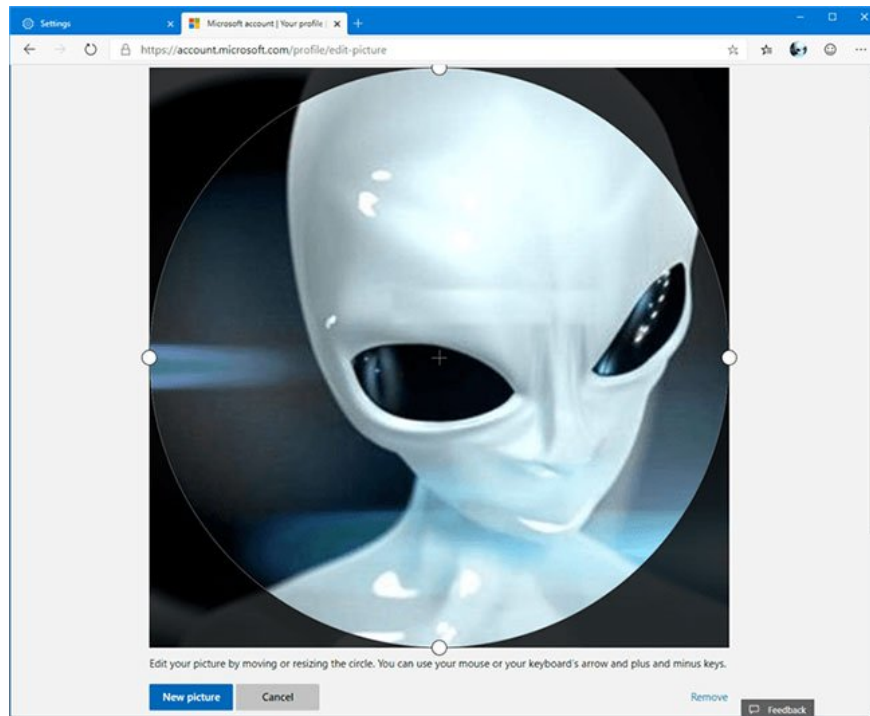 Settings
Microsoft account | Your profile |
https://account.microsoft.com/profile/edit-picture
Edit your picture by moving or resizing the circle. You can use your mouse or your keyboard's arrow and plus and minus keys.
New picture
Cancel
Remove
Feedback